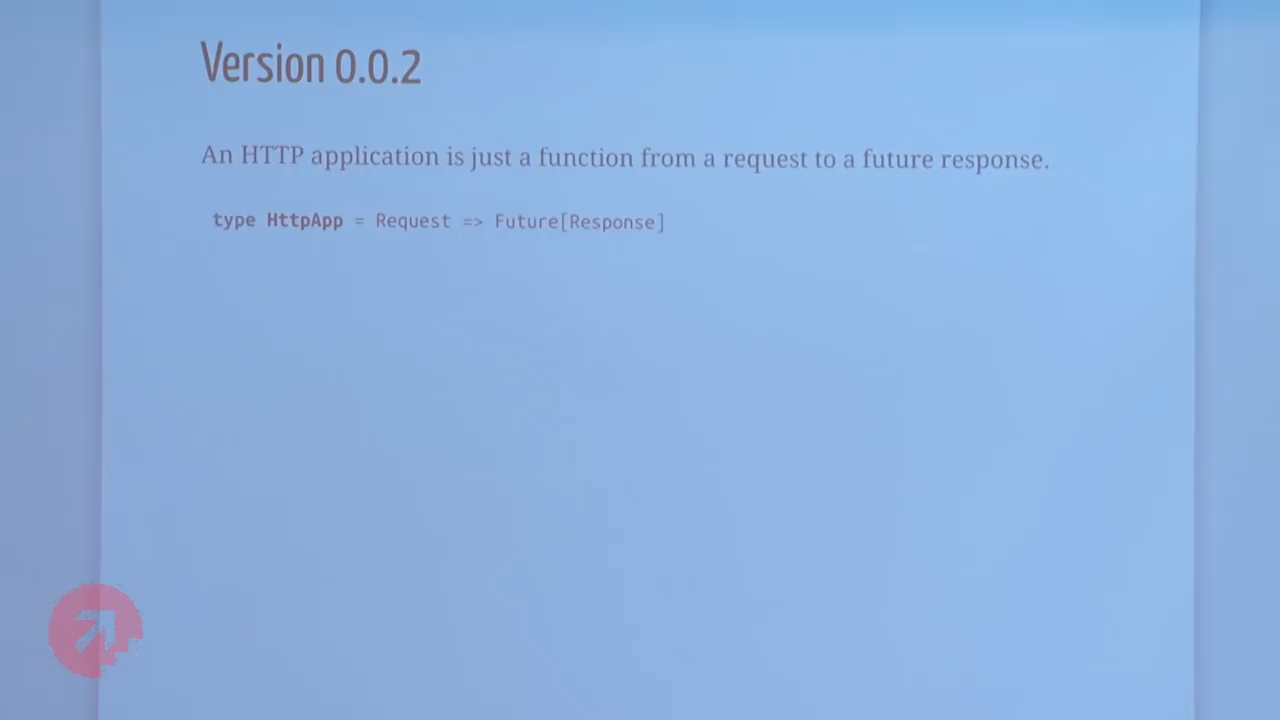 Version 0.0.2
An HTTP application is just a function from a request to a future response.
type HttpApp = Request => Future[Response]